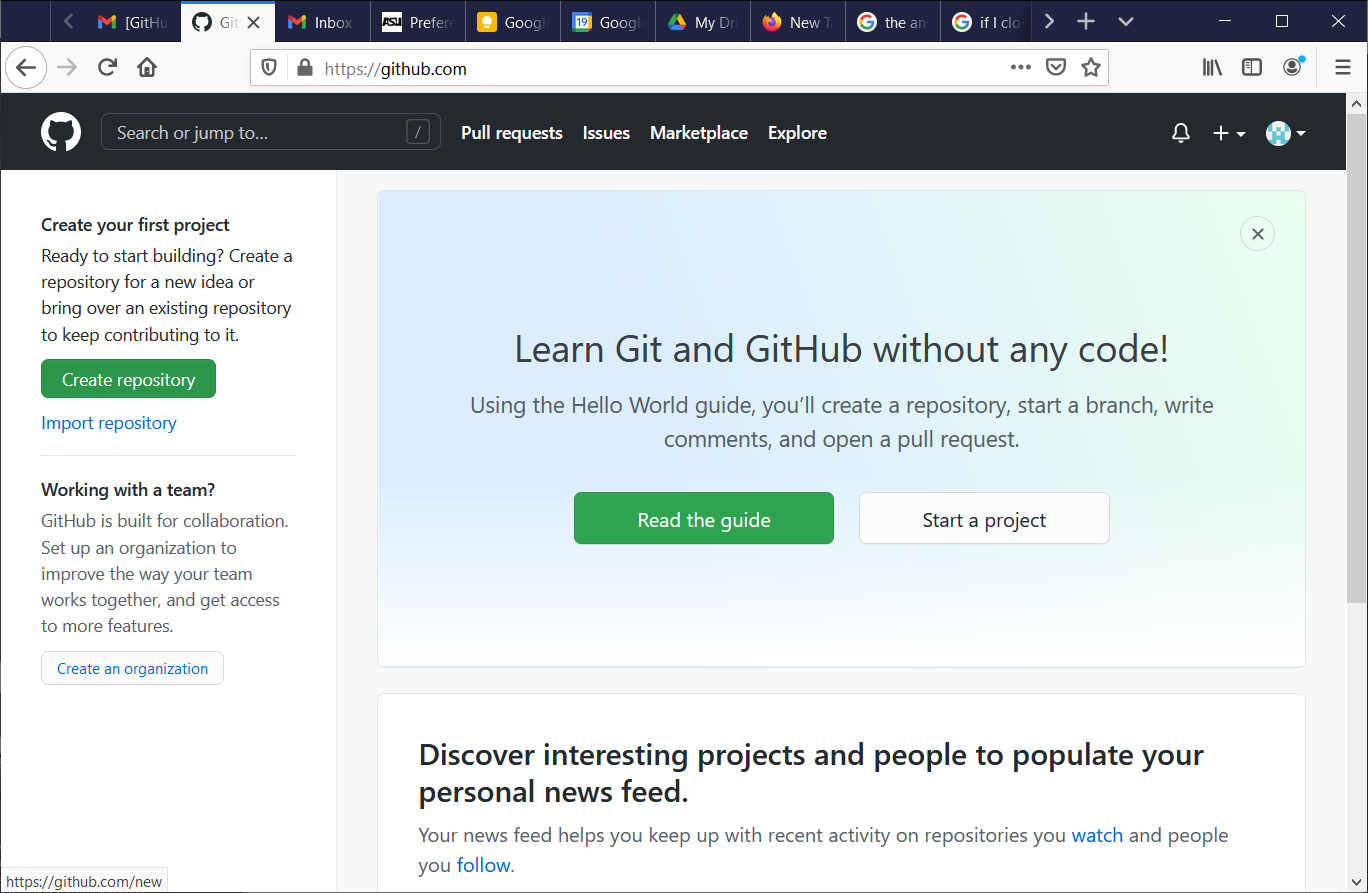 [GitHu
Git
Inbox
ASU Prefere
Google
19 Google
My Dri
New Ta
the an
if I clo
https://github.com
Search or jump to... /
Pull requests Issues Marketplace Explore
Create your first project
Ready to start building? Create a
repository for a new idea or
bring over an existing repository
to keep contributing to it.
Create repository
Import repository
Working with a team?
GitHub is built for collaboration.
Set up an organization to
improve the way your team
works together, and get access
to more features.
Create an organization
Learn Git and GitHub without any code!
Using the Hello World guide, you’ll create a repository, start a branch, write
comments, and open a pull request.
Read the guide Start a project
Discover interesting projects and people to populate your
personal news feed.
Your news feed helps you keep up with recent activity on repositories you watch and people
you follow.
https://github.com/new